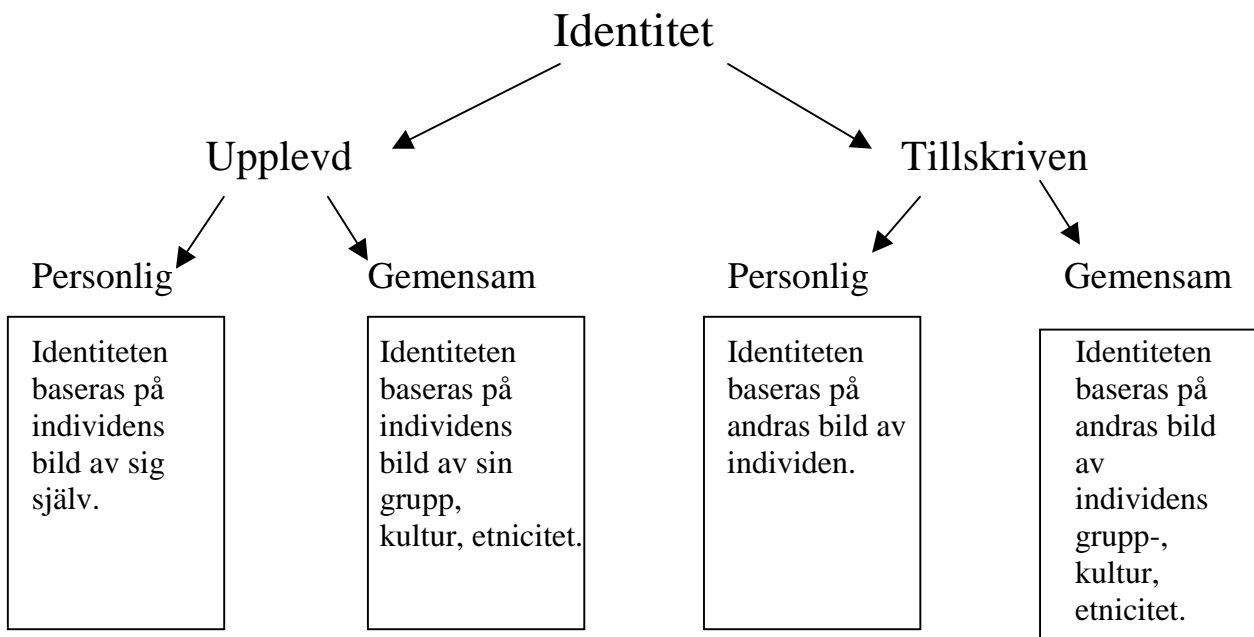 Identitet
Upplevd
Tillskriven
Personlig
Gemensam
Personlig
Gemensam
Identiteten
baseras på
individens
bild av sig
själv.
Identiteten
baseras på
individens
bild av sin
grupp,
kultur, etnicitet.
Identiteten
baseras på
andras bild av
individen.
Identiteten
baseras på
andras bild
av
individens
grupp-,
kultur,
etnicitet.